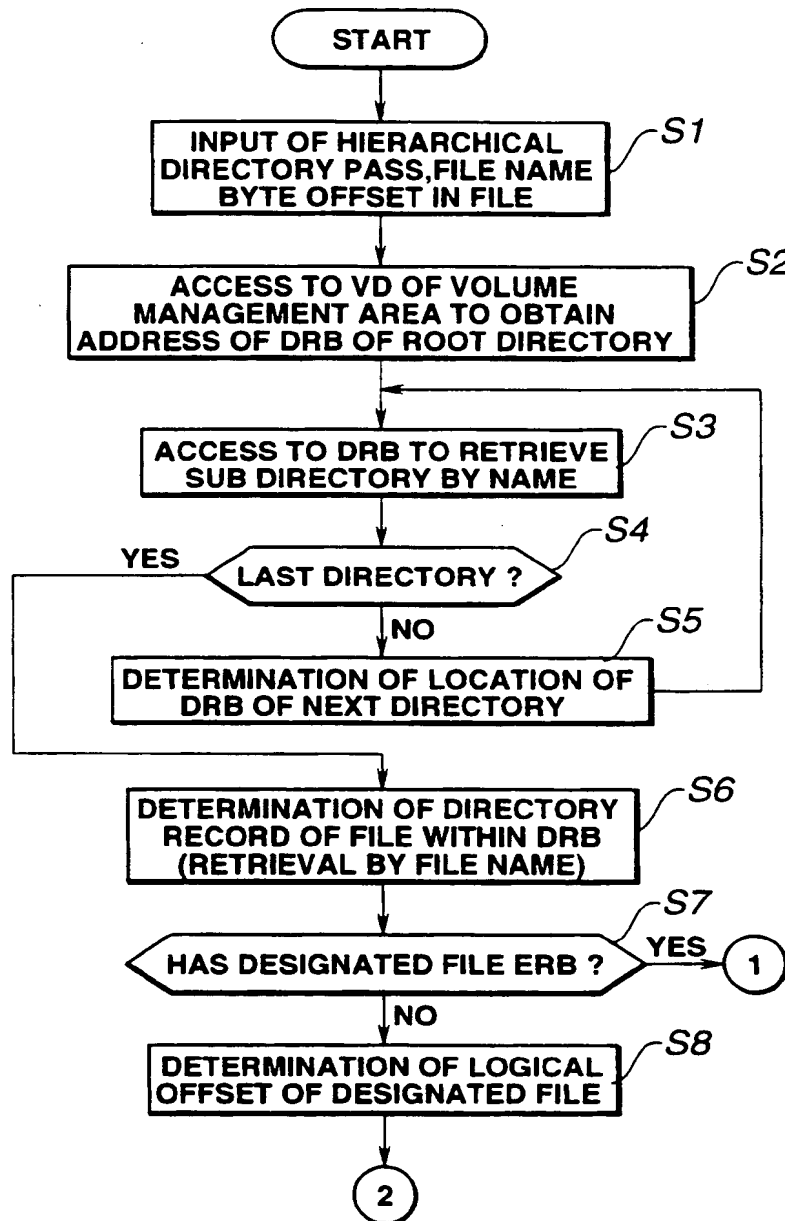 START
INPUT OF HIERARCHICAL
DIRECTORY PASS,FILE NAME
BYTE OFFSET IN FILE
S1
ACCESS TO VD OF VOLUME
MANAGEMENT AREA TO OBTAIN
ADDRESS OF DRB OF ROOT DIRECTORY
S2
ACCESS TO DRB TO RETRIEVE
SUB DIRECTORY BY NAME
S3
LAST DIRECTORY ?
S4
YES
NO
DETERMINATION OF LOCATION OF
DRB OF NEXT DIRECTORY
S5
DETERMINATION OF DIRECTORY
RECORD OF FILE WITHIN DRB
(RETRIEVAL BY FILE NAME)
S6
HAS DESIGNATED FILE ERB ?
S7
YES
1
NO
DETERMINATION OF LOGICAL
OFFSET OF DESIGNATED FILE
S8
2